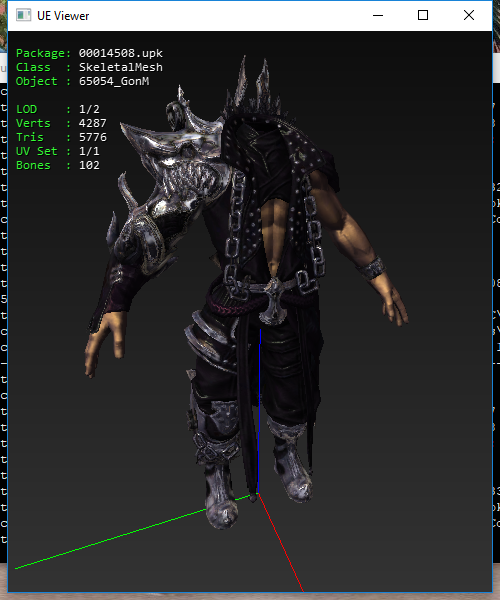 UE Viewer
Package: 00014508.upk
Class : SkeletalMesh
Object : 65054_GonM
LOD : 1/2
Verts : 4287
Tris : 5776
UV Set : 1/1
Bones : 102